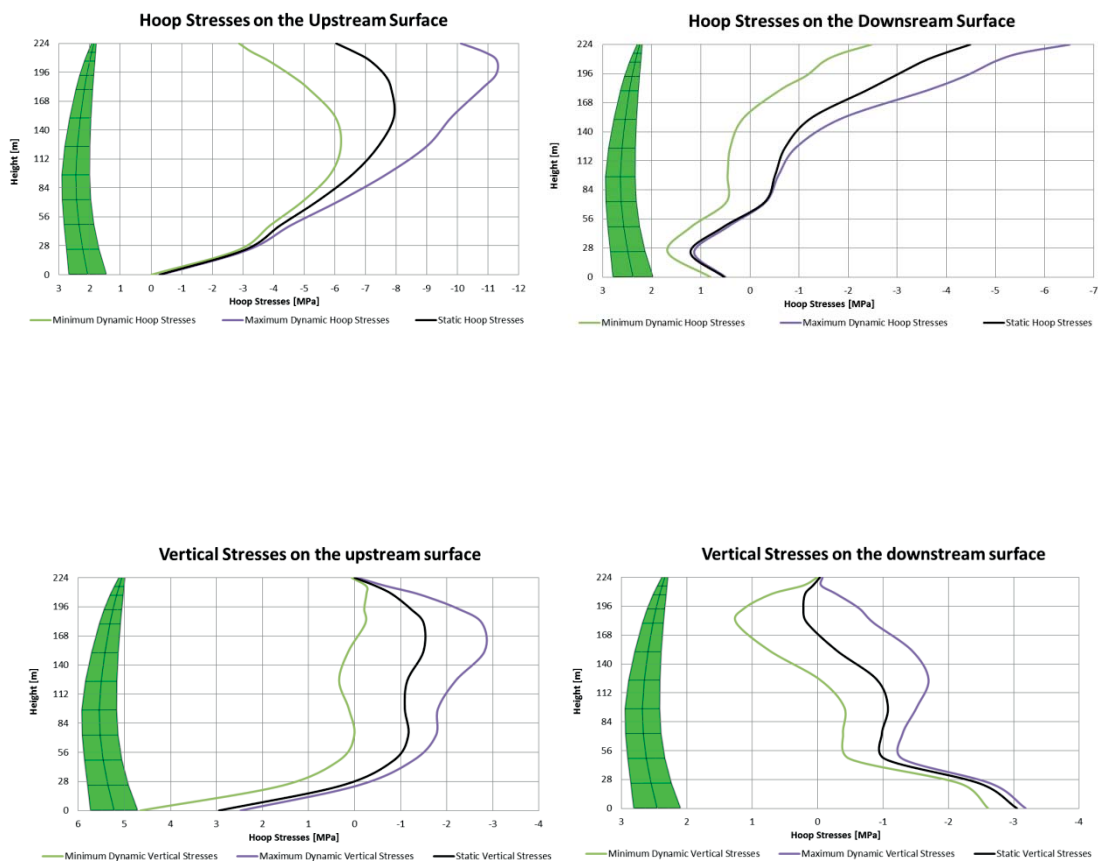 Hoop Stresses on the Upstream Surface
224
196
168
140
112
84
56
28
0
Height [m]
3 2 1 0 -1 -2 -3 -4 -5 -6 -7 -8 -9 -10 -11 -12
Hoop Stresses [MPa]
Minimum Dynamic Hoop Stresses Maximum Dynamic Hoop Stresses Static Hoop Stresses
Hoop Stresses on the Downsream Surface
224
196
168
140
112
84
56
28
0
Height [m]
3 2 1 0 -1 -2 -3 -4 -5 -6 -7
Hoop Stresses [MPa]
Minimum Dynamic Hoop Stresses Maximum Dynamic Hoop Stresses Static Hoop Stresses
Vertical Stresses on the upstream surface
224
196
168
140
112
84
56
28
0
Height [m]
6 5 4 3 2 1 0 -1 -2 -3 -4
Hoop Stresses [MPa]
Minimum Dynamic Vertical Stresses Maximum Dynamic Vertical Stresses Static Vertical Stresses
Vertical Stresses on the downstream surface
224
196
168
140
112
84
56
28
0
Height [m]
3 2 1 0 -1 -2 -3 -4
Hoop Stresses [MPa]
Minimum Dynamic Vertical Stresses Maximum Dynamic Vertical Stresses Static Vertical Stresses